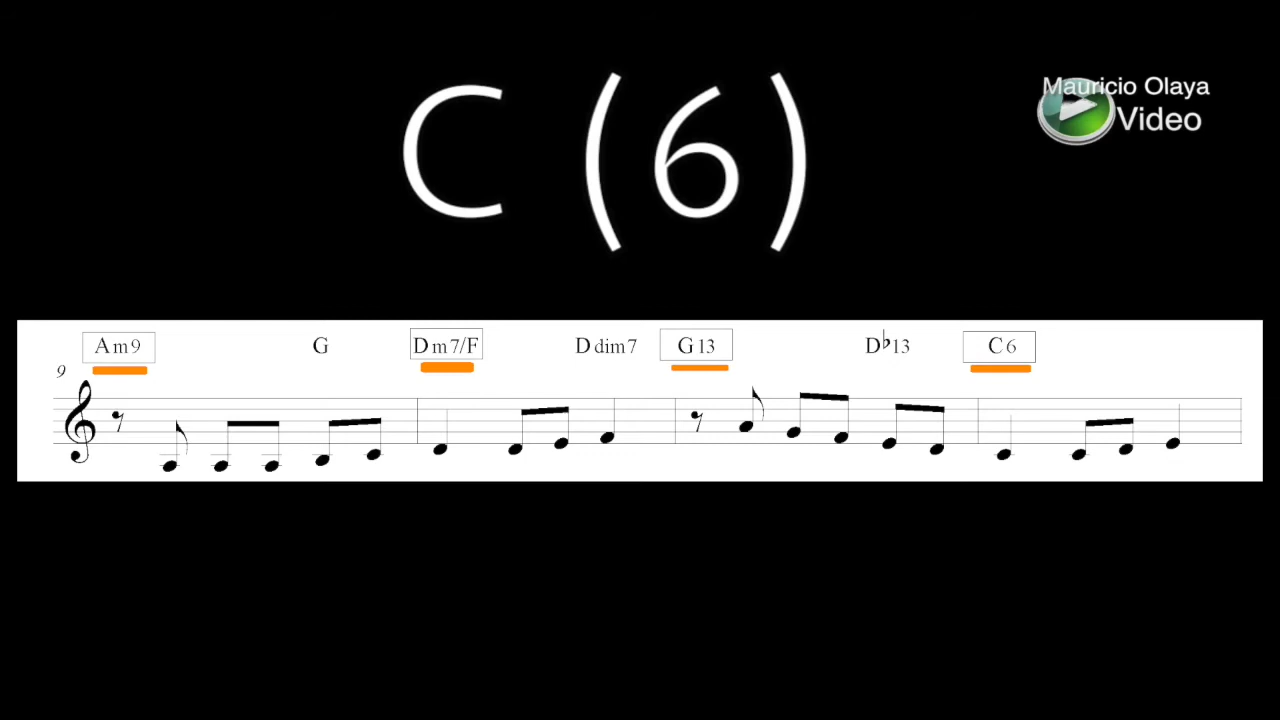 C (6)
Mauricio Olaya
Video
Am9 G Dm7/F Ddim7 G13 D♭13 C6
9